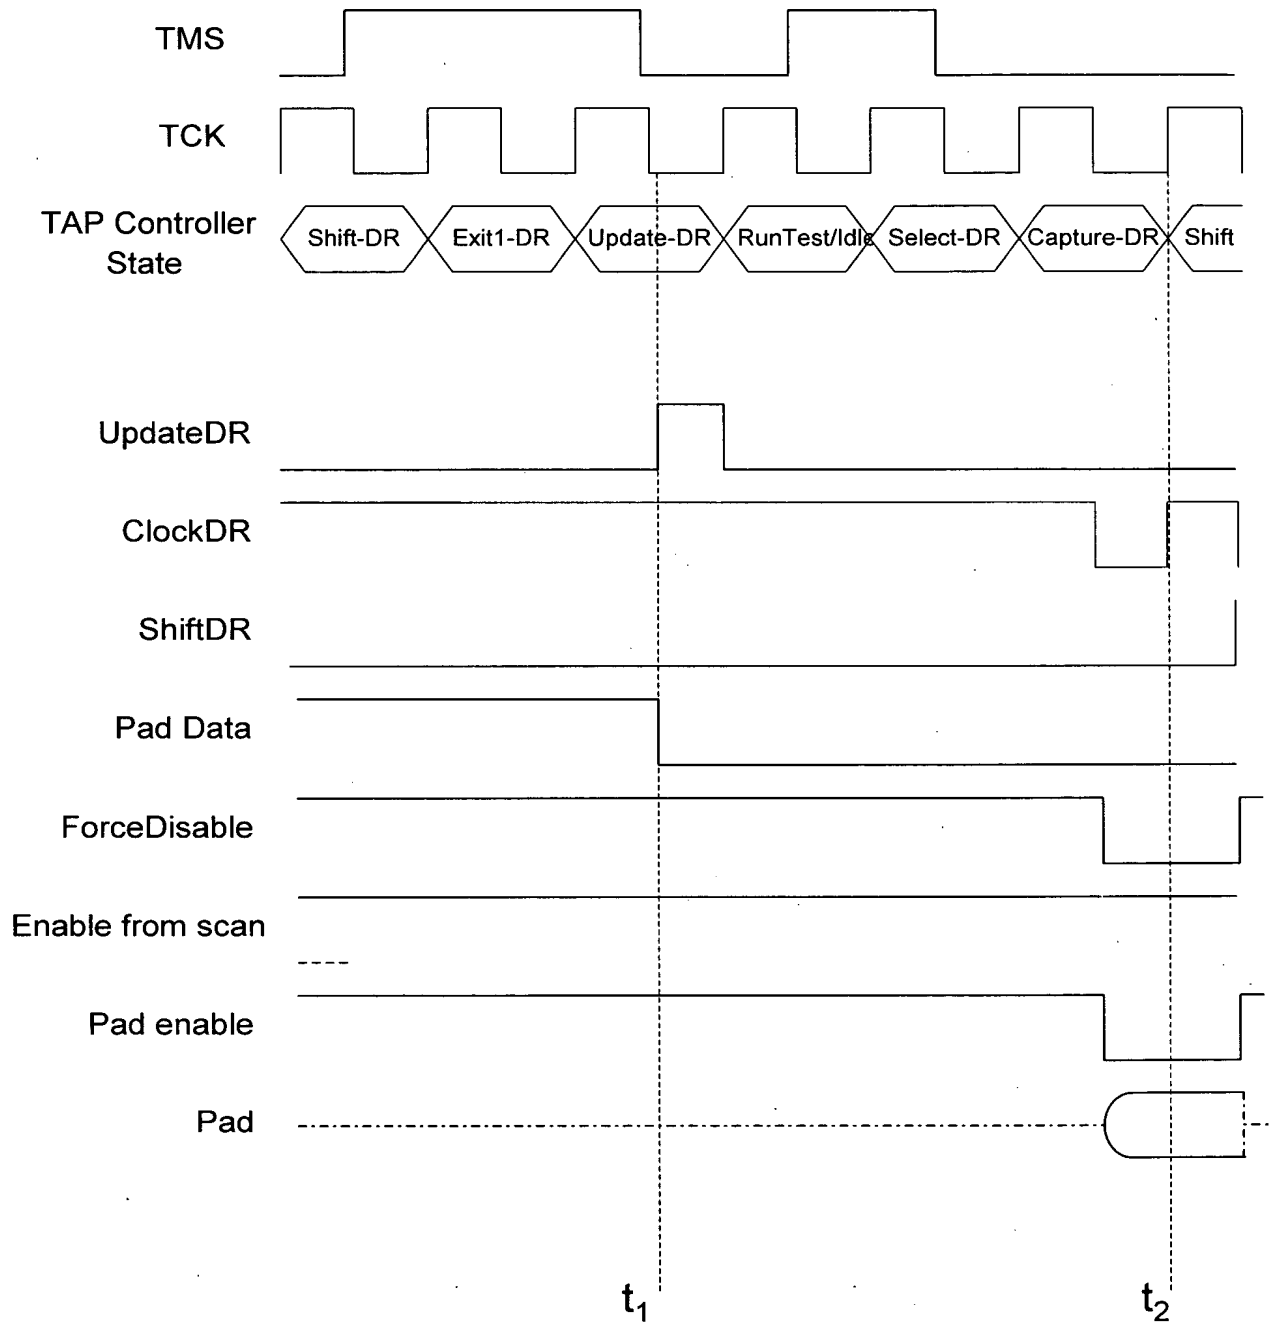 TMS
TCK
TAP Controller
State
Shift-DR
Exit1-DR
Update-DR
RunTest/Idle
Select-DR
Capture-DR
Shift
UpdateDR
ClockDR
ShiftDR
Pad Data
ForceDisable
Enable from scan
Pad enable
Pad
t1
t2